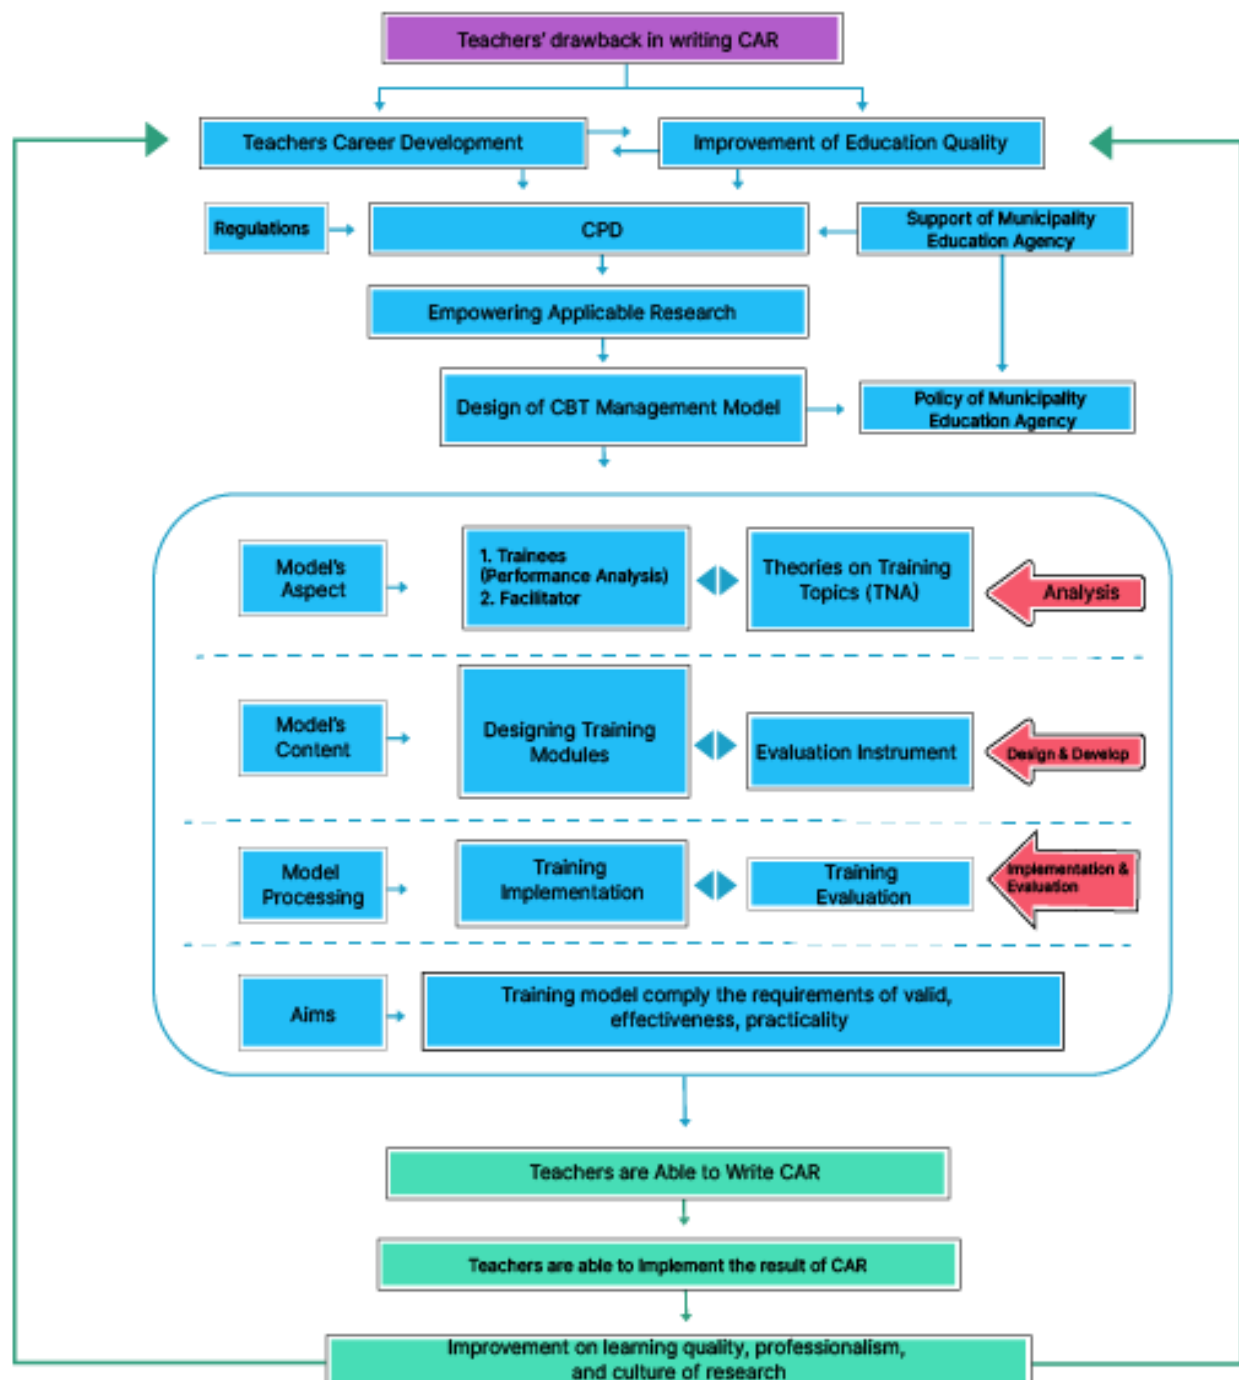 Teachers' drawback in writing CAR
Teachers Career Development
Improvement of Education Quality
Regulations
CPD
Support of Municipality
Education Agency
Empowering Applicable Research
Design of CBT Management Model
Policy of Municipality
Education Agency
Model's
Aspect
1. Trainees
(Performance Analysis)
2. Facilitator
Theories on Training
Topics (TNA)
Analysis
Model's
Content
Designing Training
Modules
Evaluation Instrument
Design & Develop
Model
Processing
Training
Implementation
Training
Evaluation
Implementation &
Evaluation
Aims
Training model comply the requirements of valid,
effectiveness, practicality
Teachers are Able to Write CAR
Teachers are able to Implement the result of CAR
Improvement on learning quality, professionalism,
and culture of research